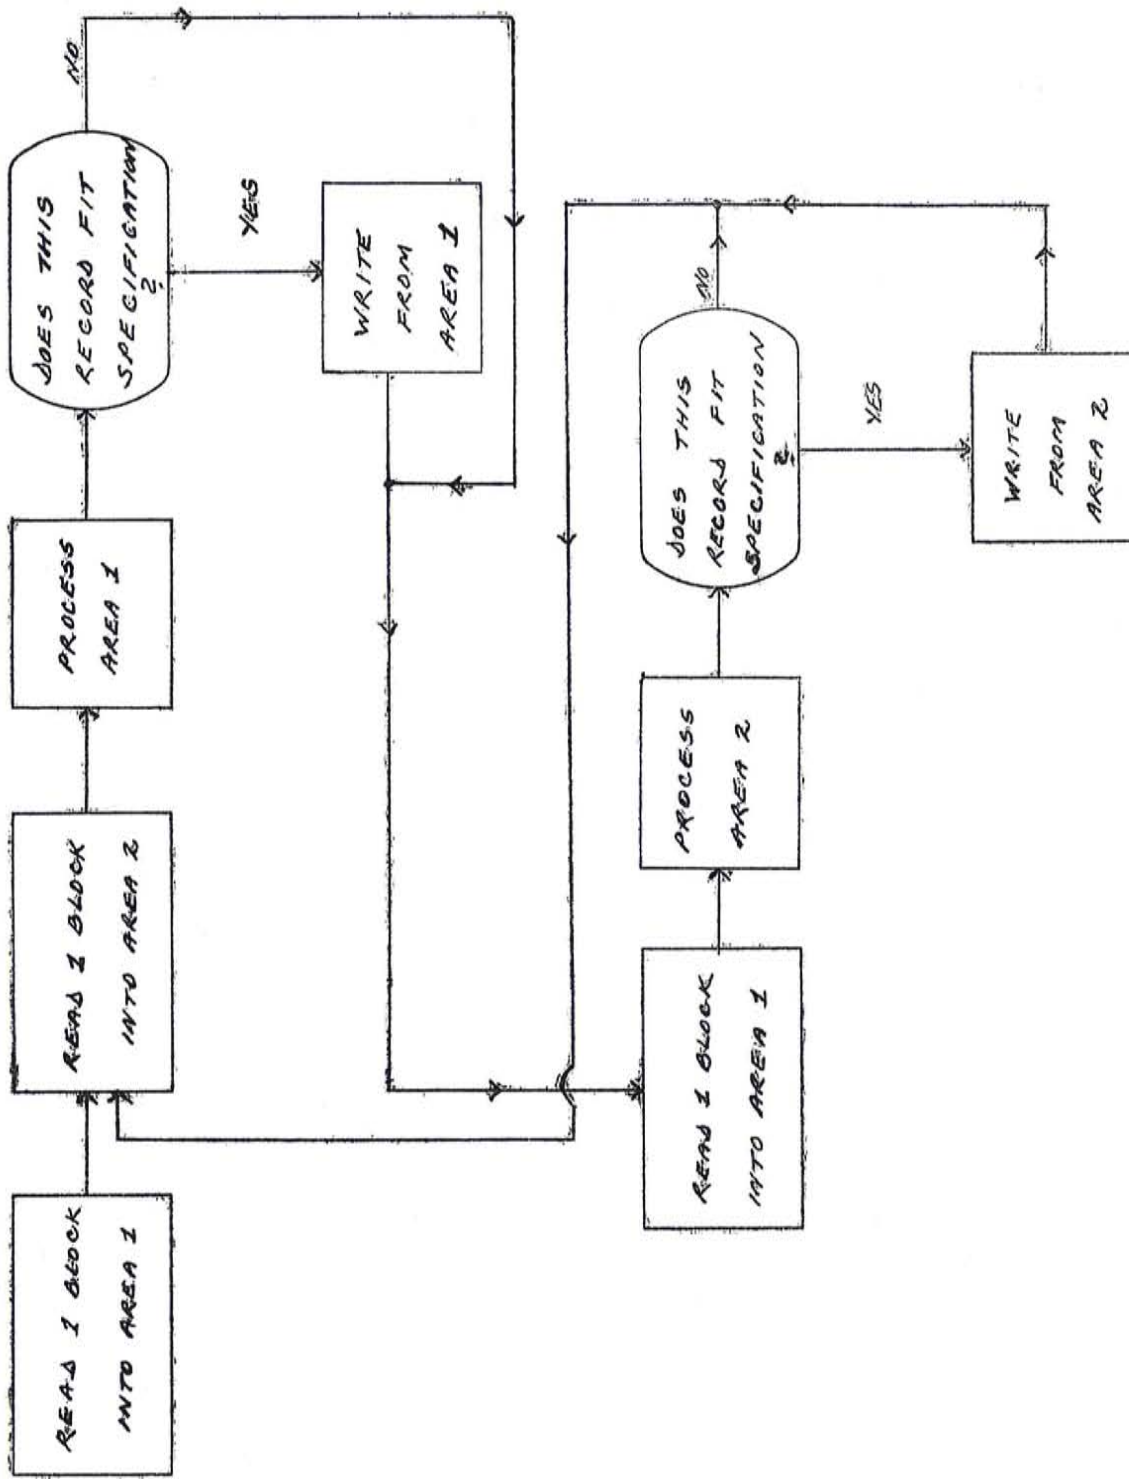 READ 1 BLOCK
INTO AREA 1
READ 1 BLOCK
INTO AREA 2
PROCESS
AREA 1
DOES THIS
RECORD FIT
SPECIFICATION
?
NO
YES
WRITE
FROM
AREA 1
READ 1 BLOCK
INTO AREA 1
PROCESS
AREA 2
DOES THIS
RECORD FIT
SPECIFICATION
?
NO
YES
WRITE
FROM
AREA 2